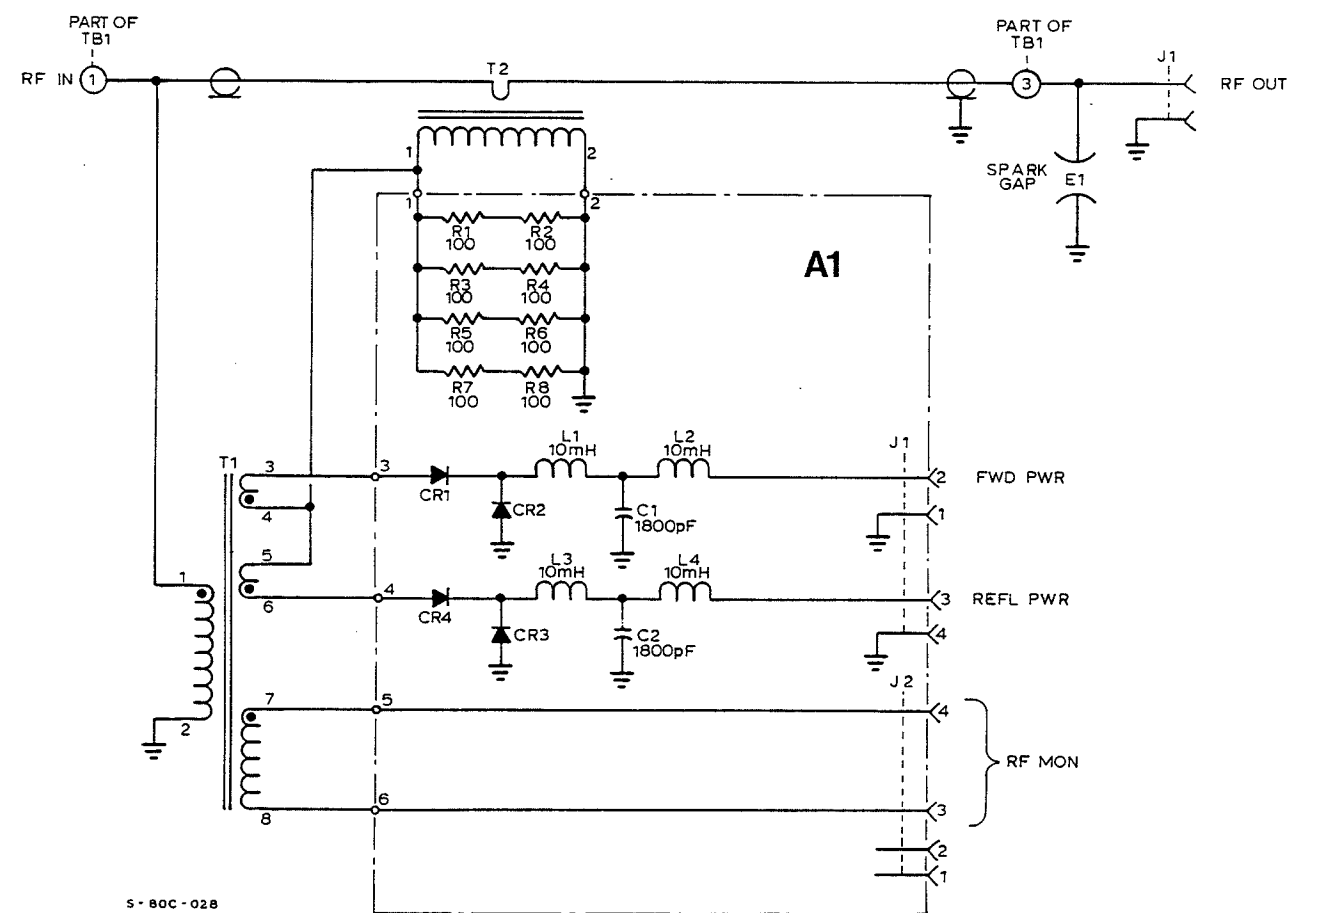 PART OF
TB1
RF IN
1
T2
PART OF
TB1
3
J1
RF OUT
1
2
1
2
SPARK
GAP
E1
R1
100
R2
100
R3
100
R4
100
R5
100
R6
100
R7
100
R8
100
A1
T1
3
4
5
6
1
2
7
8
3
CR1
CR2
L1
10mH
L2
10mH
C1
1800pF
J1
2
FWD PWR
1
4
CR4
CR3
L3
10mH
L4
10mH
C2
1800pF
3
REFL PWR
4
J2
5
4
RF MON
6
3
2
1
S-80C-028